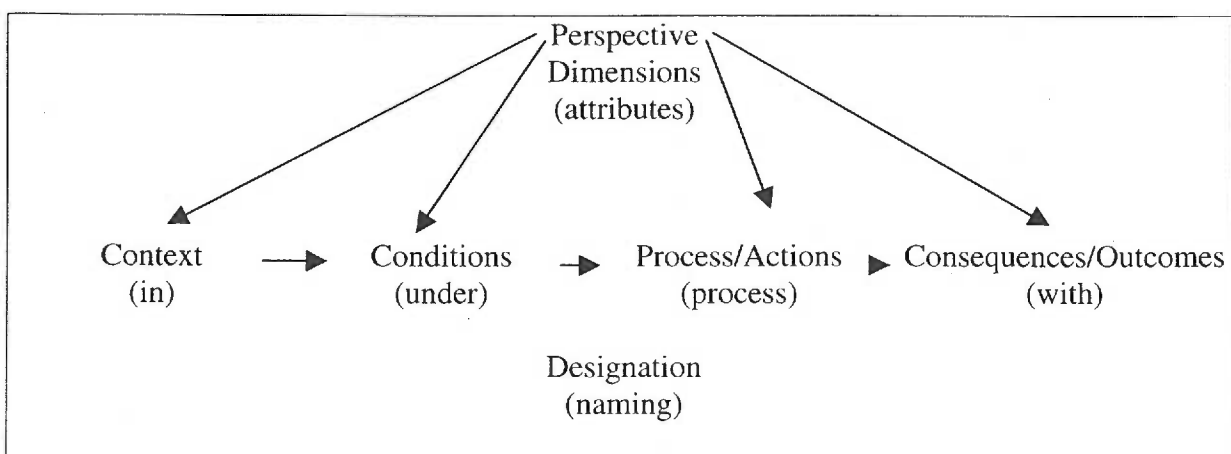 Perspective
Dimensions
(attributes)
Context Conditions Process/Actions Consequences/Outcomes
(in) (under) (process) (with)
Designation
(naming)